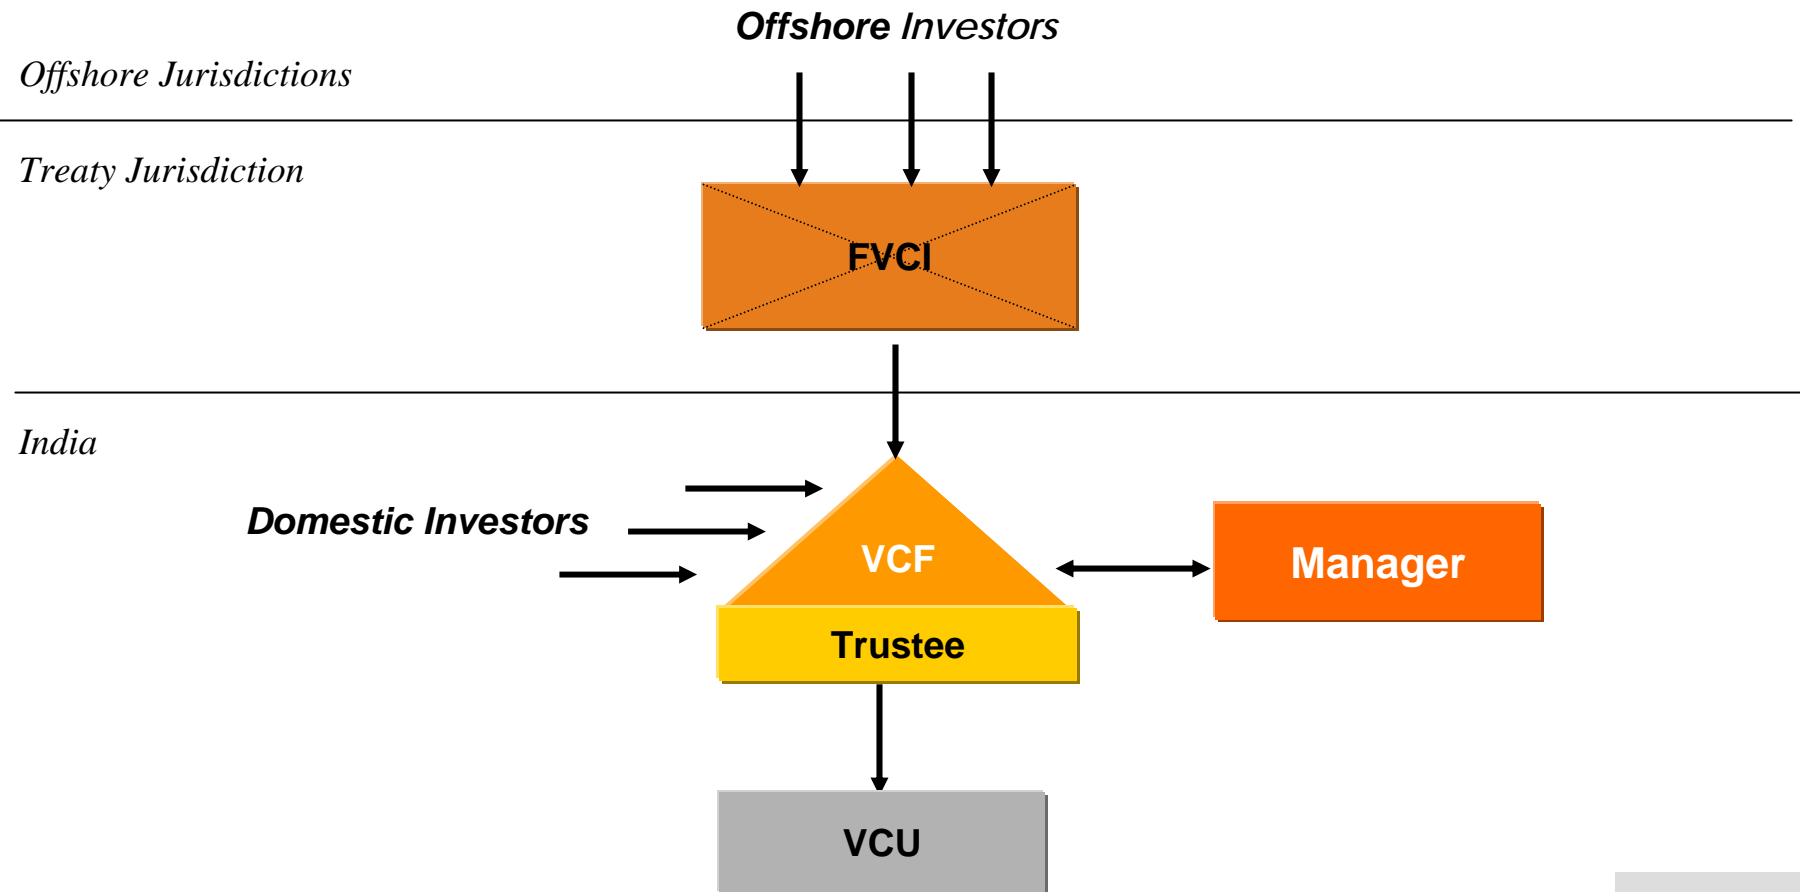 Offshore Investors
Offshore Jurisdictions
Treaty Jurisdiction
FVCI
India
Domestic Investors
VCF
Manager
Trustee
VCU